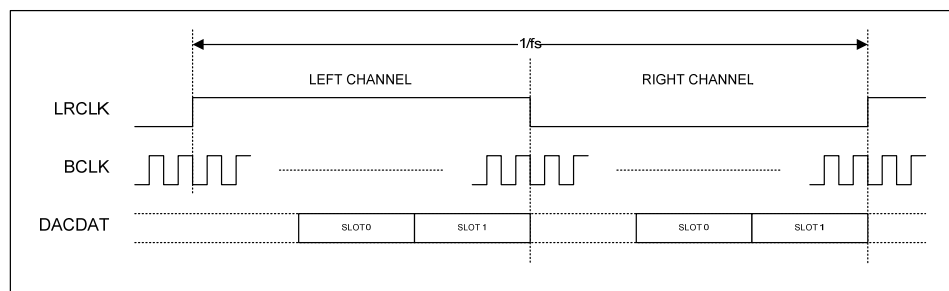 1/fs
LEFT CHANNEL RIGHT CHANNEL
LRCLK
BCLK
DACDAT
SLOT 0 SLOT 1 SLOT 0 SLOT 1